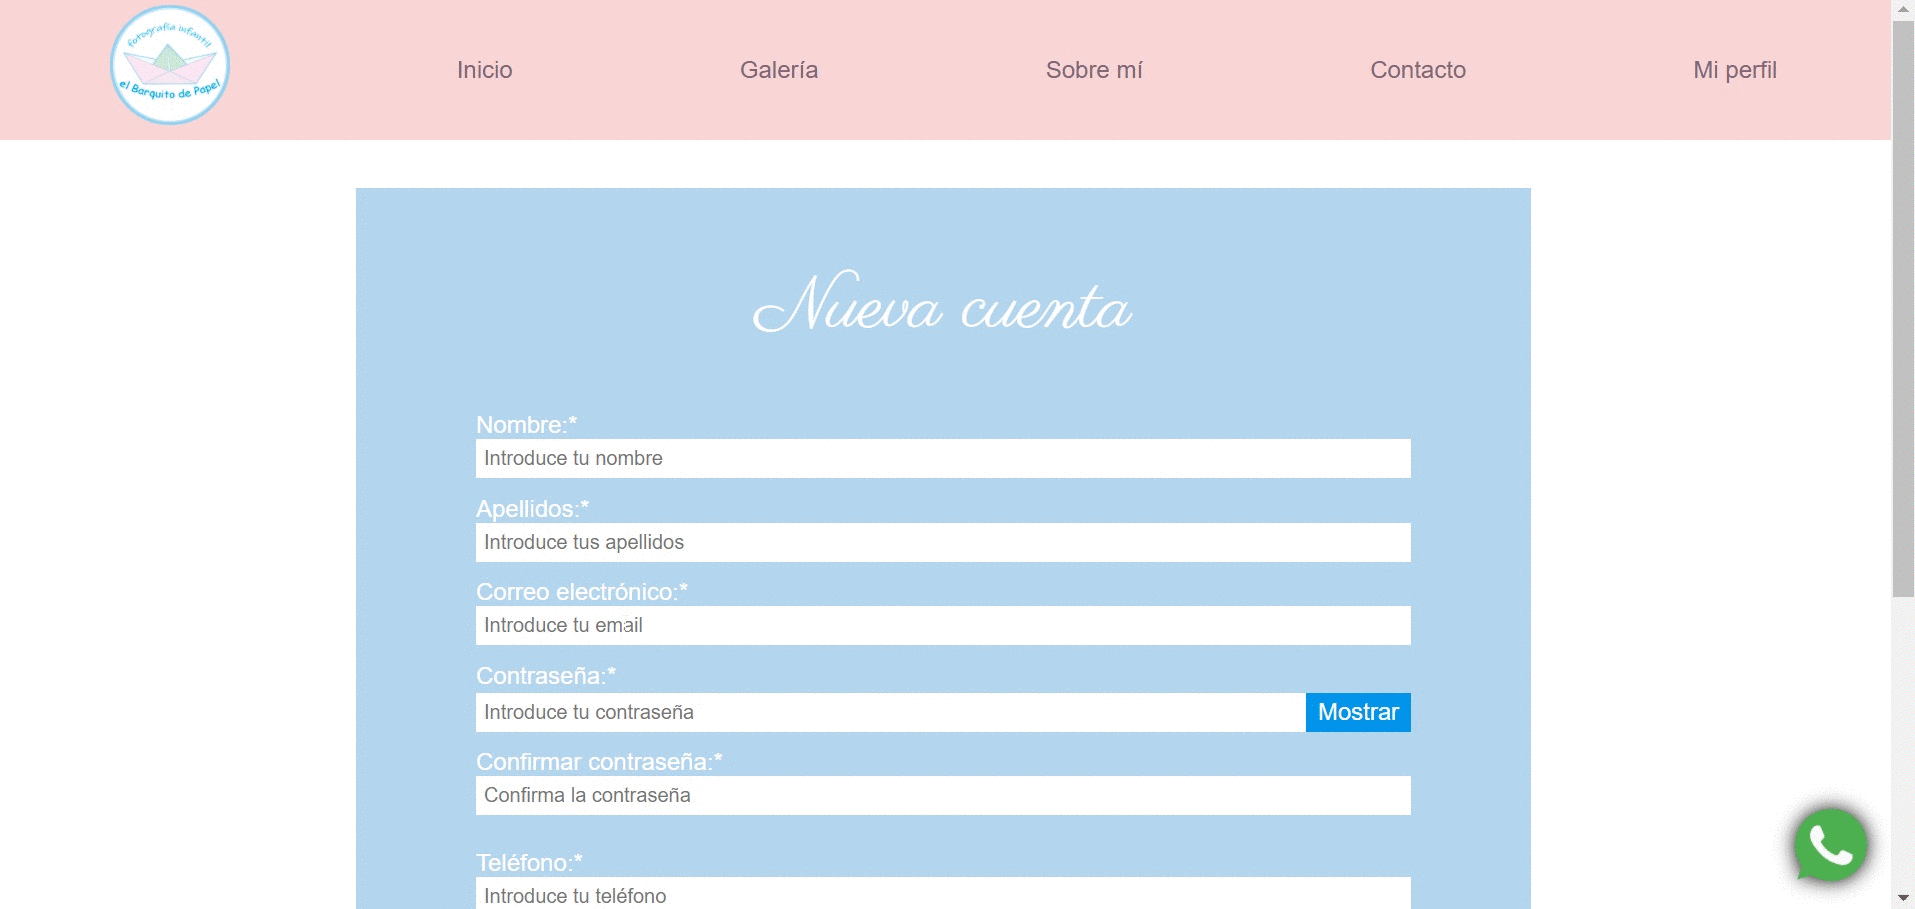 fotografía infantil
el Barquito de Papel
Inicio
Galería
Sobre mí
Contacto
Mi perfil
Nueva cuenta
Nombre:*
Introduce tu nombre
Apellidos:*
Introduce tus apellidos
Correo electrónico:*
Introduce tu email
Contraseña:*
Introduce tu contraseña
Mostrar
Confirmar contraseña:*
Confirma la contraseña
Teléfono:*
Introduce tu teléfono